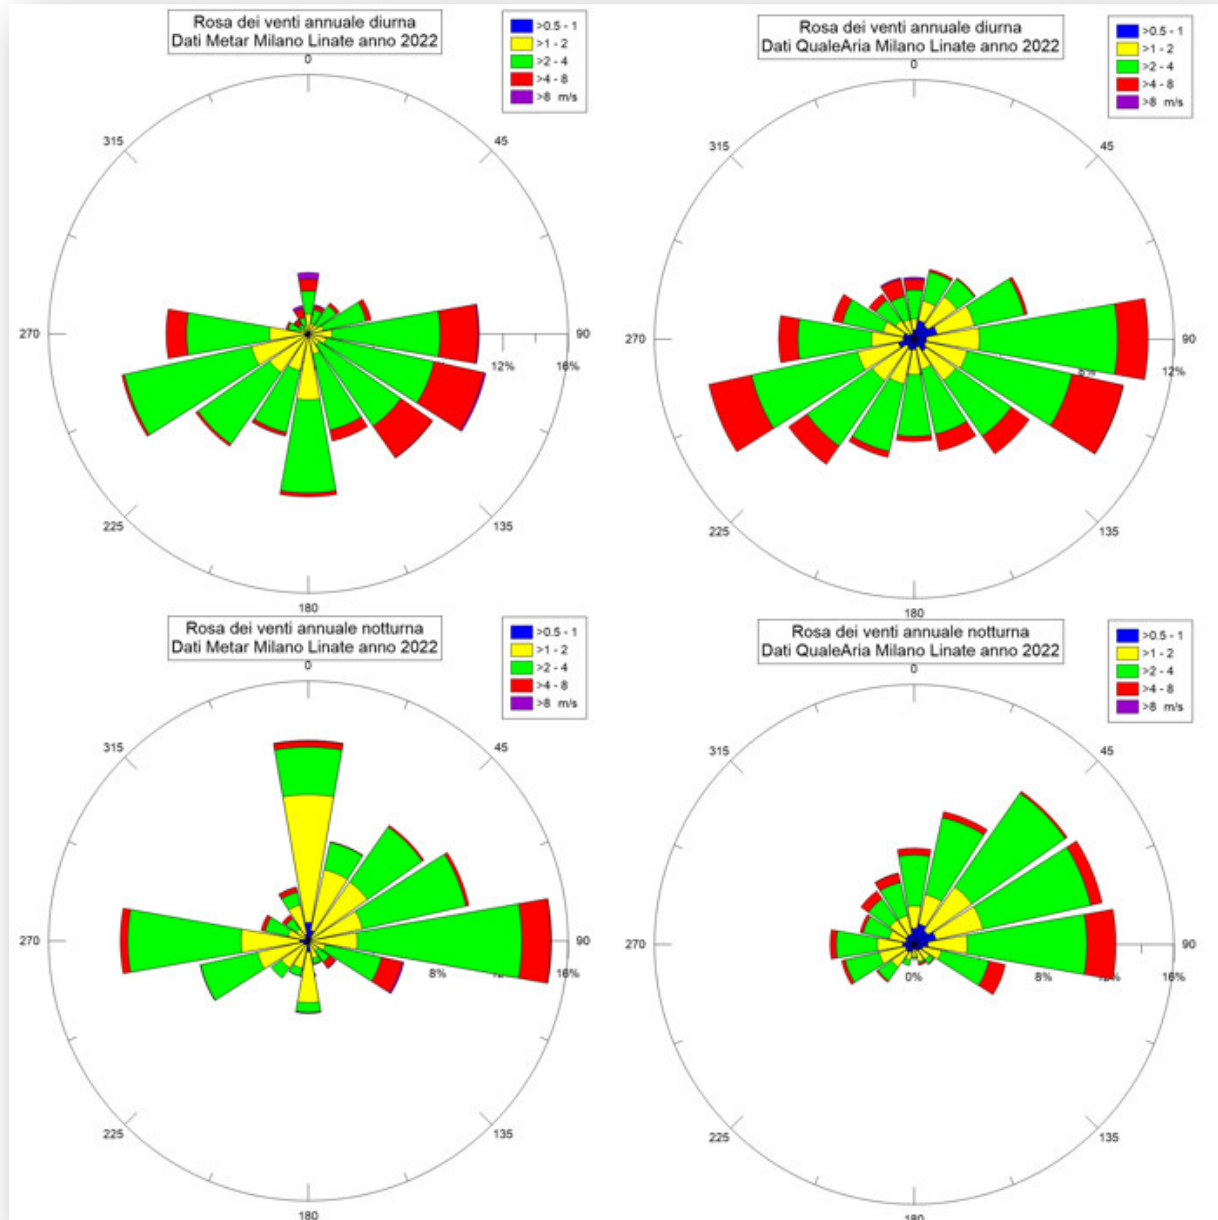 Rosa dei venti annuale diurna
Dati Metar Milano Linate anno 2022
>0.5 - 1
>1 - 2
>2 - 4
>4 - 8
>8 m/s
0
45
90
135
180
225
270
315
12%
16%
Rosa dei venti annuale diurna
Dati QualeAria Milano Linate anno 2022
>0.5 - 1
>1 - 2
>2 - 4
>4 - 8
>8 m/s
0
45
90
135
180
225
270
315
12%
Rosa dei venti annuale notturna
Dati Metar Milano Linate anno 2022
>0.5 - 1
>1 - 2
>2 - 4
>4 - 8
>8 m/s
0
45
90
135
180
225
270
315
8%
16%
Rosa dei venti annuale notturna
Dati QualeAria Milano Linate anno 2022
>0.5 - 1
>1 - 2
>2 - 4
>4 - 8
>8 m/s
0
45
90
135
180
225
270
315
0%
8%
16%